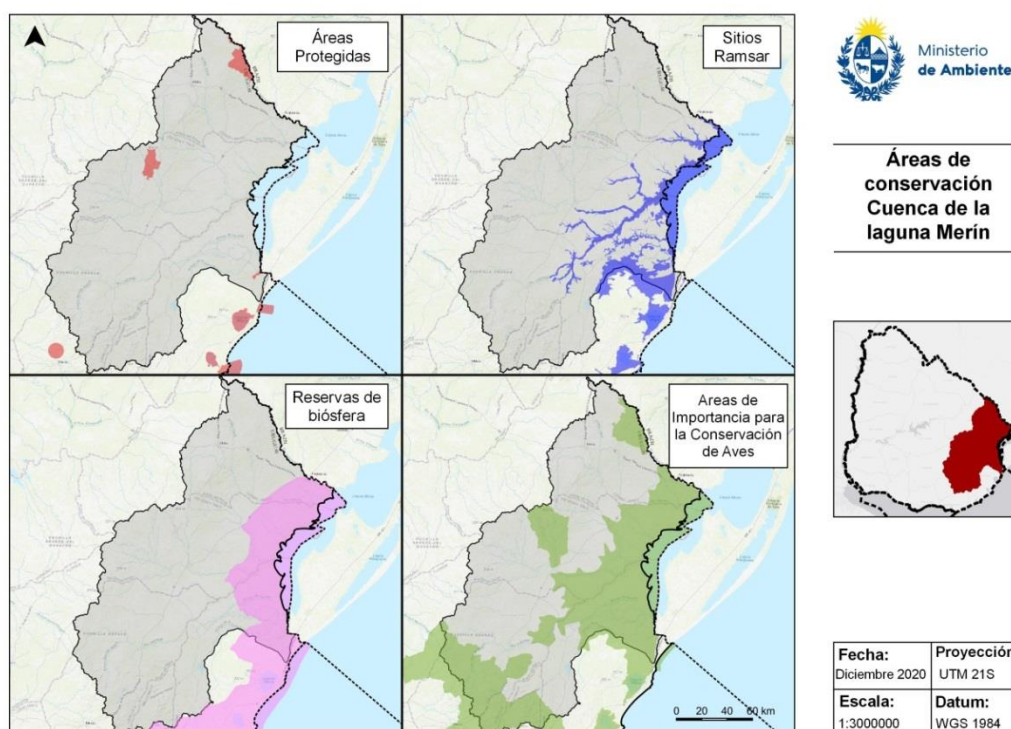 Áreas
Protegidas
Sitios
Ramsar
Reservas de
biósfera
Areas de
Importancia para
la Conservación
de Aves
0 20 40 60 km
Ministerio
de Ambiente
Áreas de
conservación
Cuenca de la
laguna Merín
Fecha:
Diciembre 2020
Proyección
UTM 21S
Escala:
1:3000000
Datum:
WGS 1984